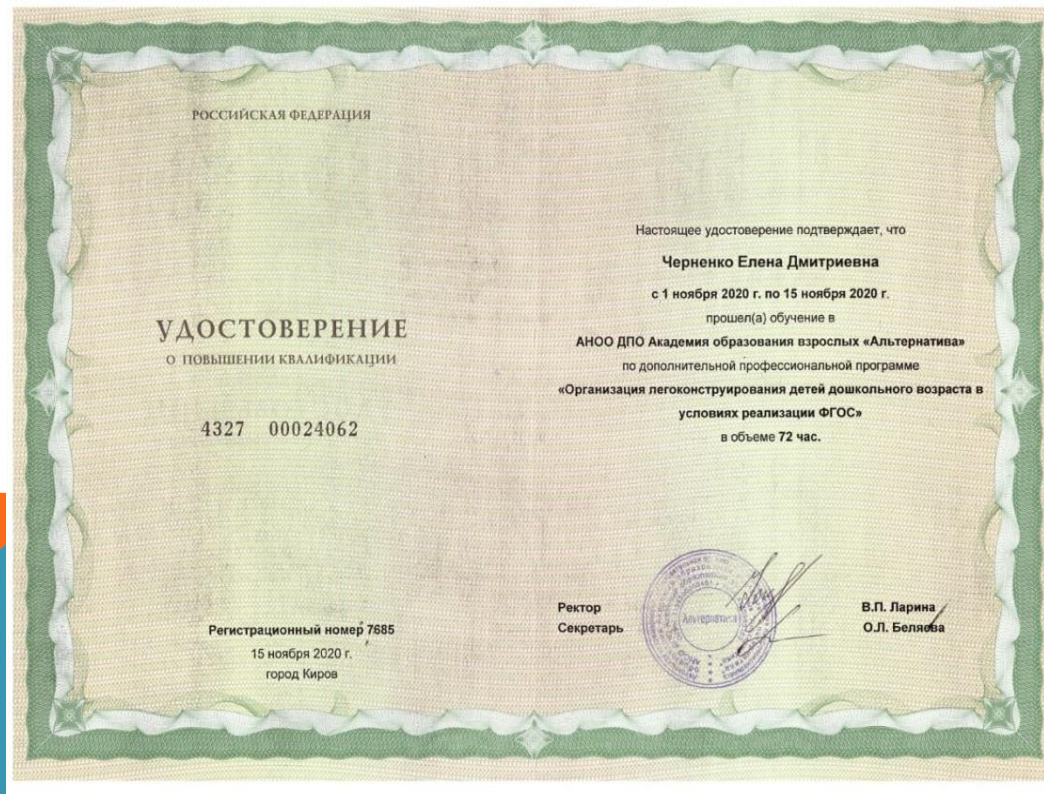 РОССИЙСКАЯ ФЕДЕРАЦИЯ
УДОСТОВЕРЕНИЕ
О ПОВЫШЕНИИ КВАЛИФИКАЦИИ
4327 00024062
Регистрационный номер 7685
15 ноября 2020 г.
город Киров
Настоящее удостоверение подтверждает, что
Черненко Елена Дмитриевна
с 1 ноября 2020 г. по 15 ноября 2020 г.
прошел(а) обучение в
АНОО ДПО Академия образования взрослых «Альтернатива»
по дополнительной профессиональной программе
«Организация легоконструирования детей дошкольного возраста в
условиях реализации ФГОС»
в объеме 72 час.
Ректор В.П. Ларина
Секретарь О.Л. Беляева
Альтернатива